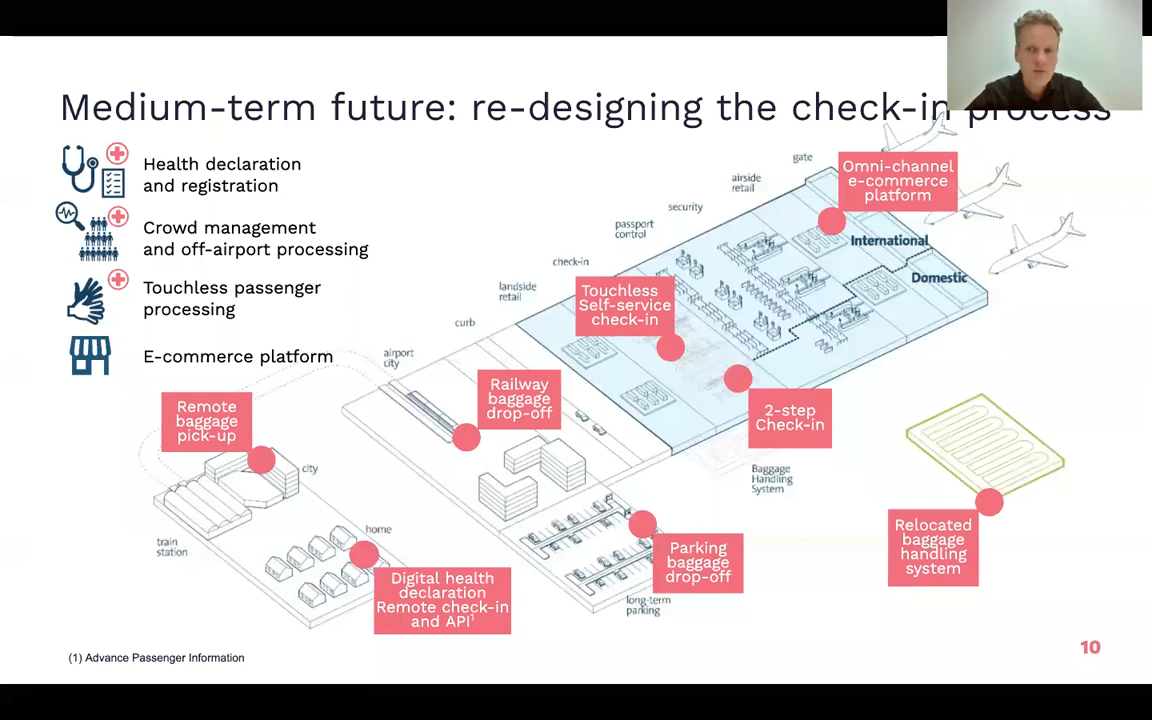 Medium-term future: re-designing the check-in process
Health declaration
and registration
Crowd management
and off-airport processing
Touchless passenger
processing
E-commerce platform
gate
airside
retail
security
passport
control
check-in
landside
retail
curb
airport
city
Omni-channel
e-commerce
platform
International
Domestic
Touchless
Self-service
check-in
2-step
Check-in
Railway
baggage
drop-off
Remote
baggage
pick-up
city
train
station
home
Digital health
declaration
Remote check-in
and API¹
Parking
baggage
drop-off
long-term
parking
Baggage
Handling
System
Relocated
baggage
handling
system
(1) Advance Passenger Information
10